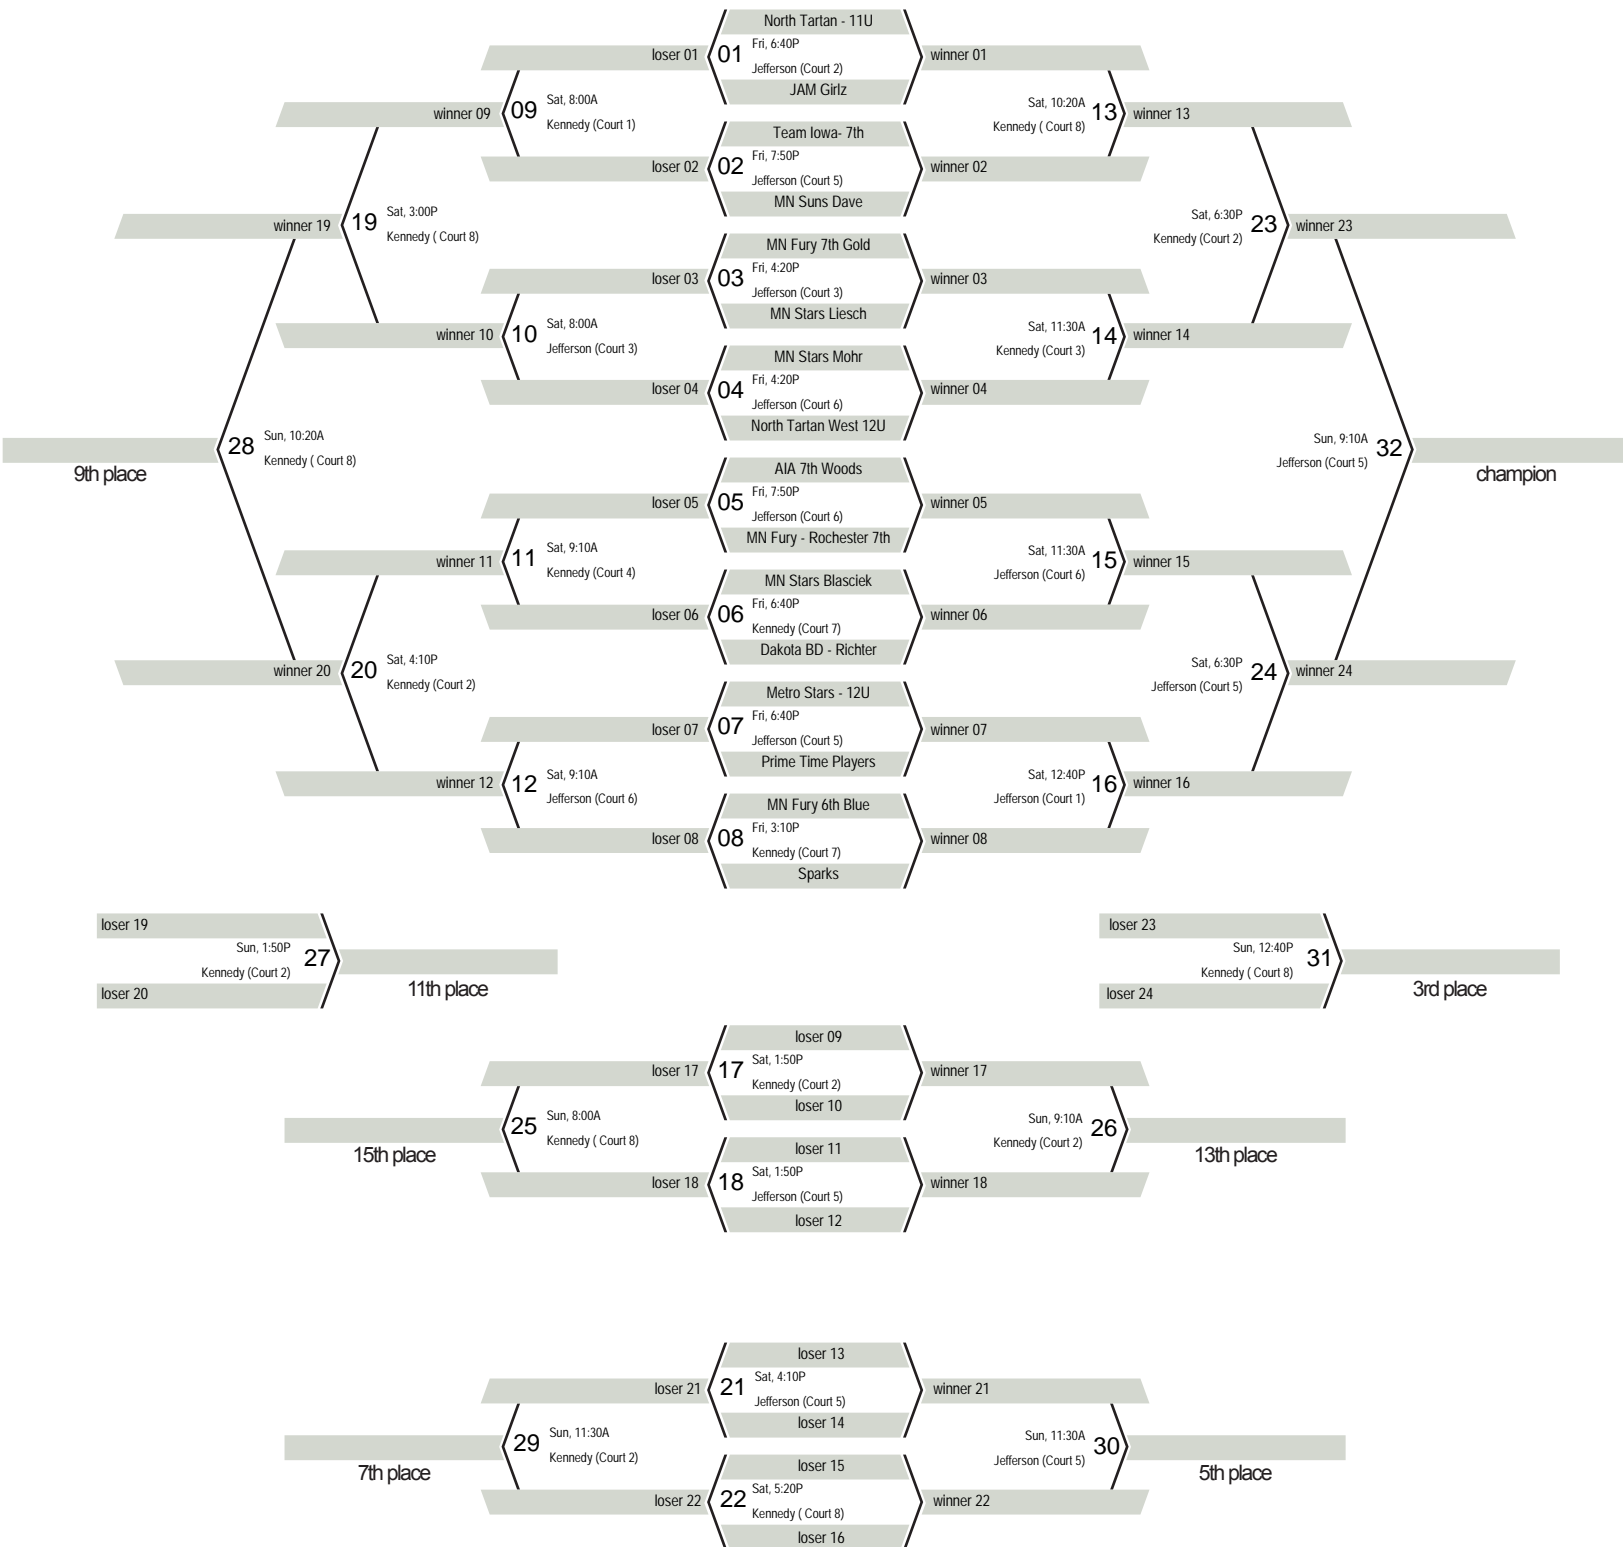 North Tartan - 11U
loser 01
01
Fri, 6:40P
Jefferson (Court 2)
winner 01
JAM Girlz
winner 09
09
Sat, 8:00A
Kennedy (Court 1)
Sat, 10:20A
Kennedy ( Court 8)
13
winner 13
Team Iowa- 7th
loser 02
02
Fri, 7:50P
Jefferson (Court 5)
winner 02
MN Suns Dave
winner 19
19
Sat, 3:00P
Kennedy ( Court 8)
Sat, 6:30P
Kennedy (Court 2)
23
winner 23
MN Fury 7th Gold
loser 03
03
Fri, 4:20P
Jefferson (Court 3)
winner 03
MN Stars Liesch
winner 10
10
Sat, 8:00A
Jefferson (Court 3)
Sat, 11:30A
Kennedy (Court 3)
14
winner 14
MN Stars Mohr
loser 04
04
Fri, 4:20P
Jefferson (Court 6)
winner 04
North Tartan West 12U
28
Sun, 10:20A
Kennedy ( Court 8)
9th place
Sun, 9:10A
Jefferson (Court 5)
32
champion
AIA 7th Woods
loser 05
05
Fri, 7:50P
Jefferson (Court 6)
winner 05
MN Fury - Rochester 7th
winner 11
11
Sat, 9:10A
Kennedy (Court 4)
Sat, 11:30A
Jefferson (Court 6)
15
winner 15
MN Stars Blasciek
loser 06
06
Fri, 6:40P
Kennedy (Court 7)
winner 06
Dakota BD - Richter
winner 20
20
Sat, 4:10P
Kennedy (Court 2)
Sat, 6:30P
Jefferson (Court 5)
24
winner 24
Metro Stars - 12U
loser 07
07
Fri, 6:40P
Jefferson (Court 5)
winner 07
Prime Time Players
winner 12
12
Sat, 9:10A
Jefferson (Court 6)
Sat, 12:40P
Jefferson (Court 1)
16
winner 16
MN Fury 6th Blue
loser 08
08
Fri, 3:10P
Kennedy (Court 7)
winner 08
Sparks
loser 19
Sun, 1:50P
Kennedy (Court 2)
27
loser 20
11th place
loser 23
Sun, 12:40P
Kennedy ( Court 8)
31
loser 24
3rd place
loser 09
loser 17
17
Sat, 1:50P
Kennedy (Court 2)
winner 17
loser 10
25
Sun, 8:00A
Kennedy ( Court 8)
15th place
Sun, 9:10A
Kennedy (Court 2)
26
13th place
loser 11
loser 18
18
Sat, 1:50P
Jefferson (Court 5)
winner 18
loser 12
loser 13
loser 21
21
Sat, 4:10P
Jefferson (Court 5)
winner 21
loser 14
29
Sun, 11:30A
Kennedy (Court 2)
7th place
Sun, 11:30A
Jefferson (Court 5)
30
5th place
loser 15
loser 22
22
Sat, 5:20P
Kennedy ( Court 8)
winner 22
loser 16